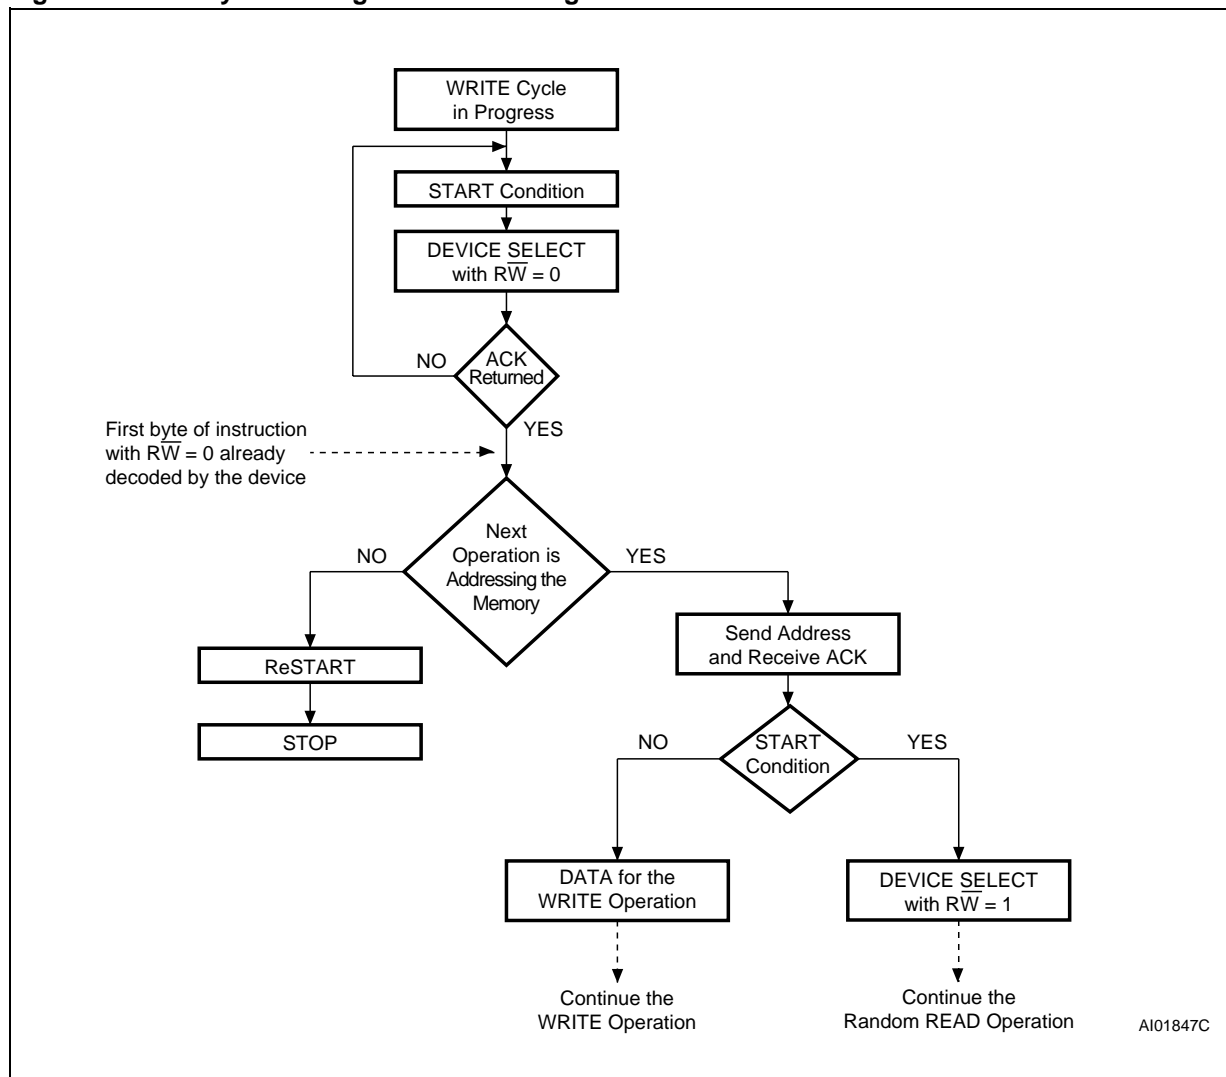 WRITE Cycle
in Progress
START Condition
DEVICE SELECT
with RW̅ = 0
NO
ACK
Returned
YES
First byte of instruction
with RW̅ = 0 already
decoded by the device
Next
Operation is
Addressing the
Memory
NO
YES
ReSTART
STOP
Send Address
and Receive ACK
NO
START
Condition
YES
DATA for the
WRITE Operation
DEVICE SELECT
with RW̅ = 1
Continue the
WRITE Operation
Continue the
Random READ Operation
AI01847C